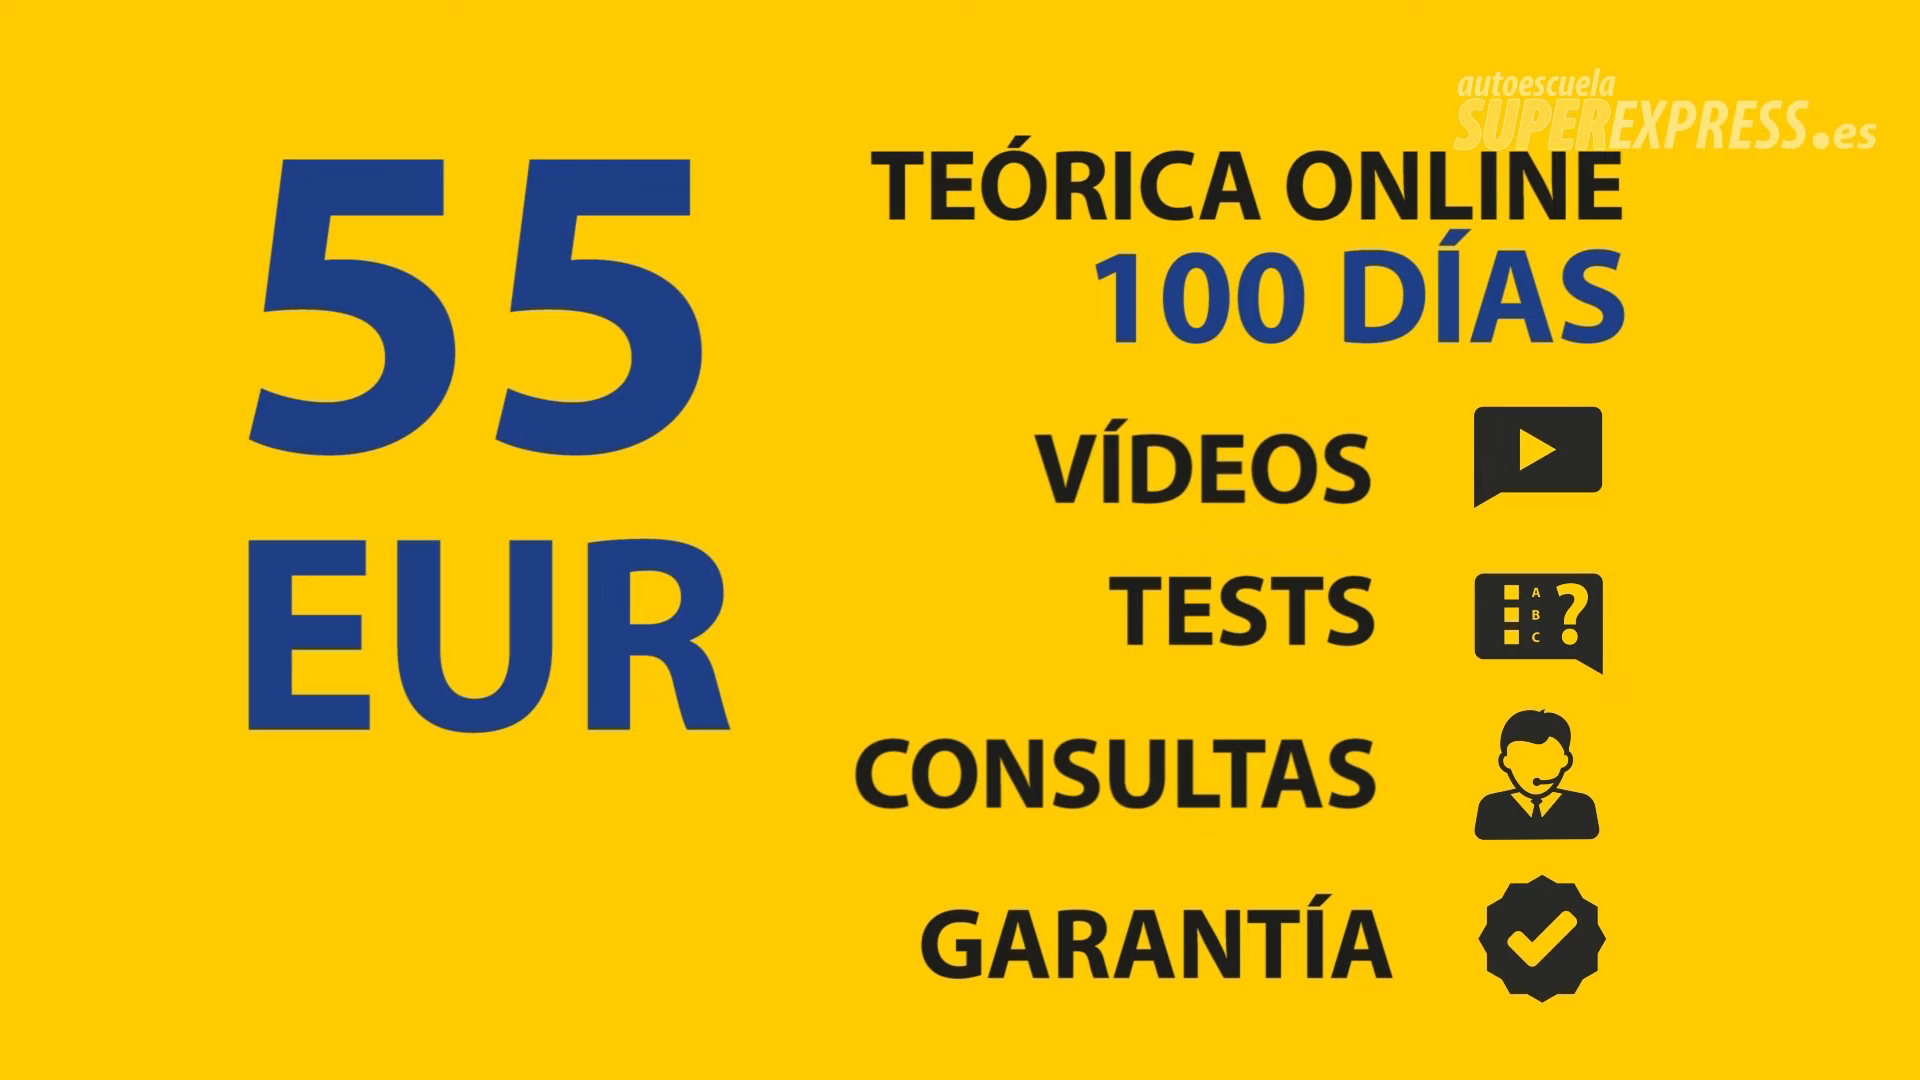 autoescuela
SUPEREXPRESS.es
55
EUR
TEÓRICA ONLINE
100 DÍAS
VÍDEOS
TESTS
A
B
C
?
CONSULTAS
GARANTÍA